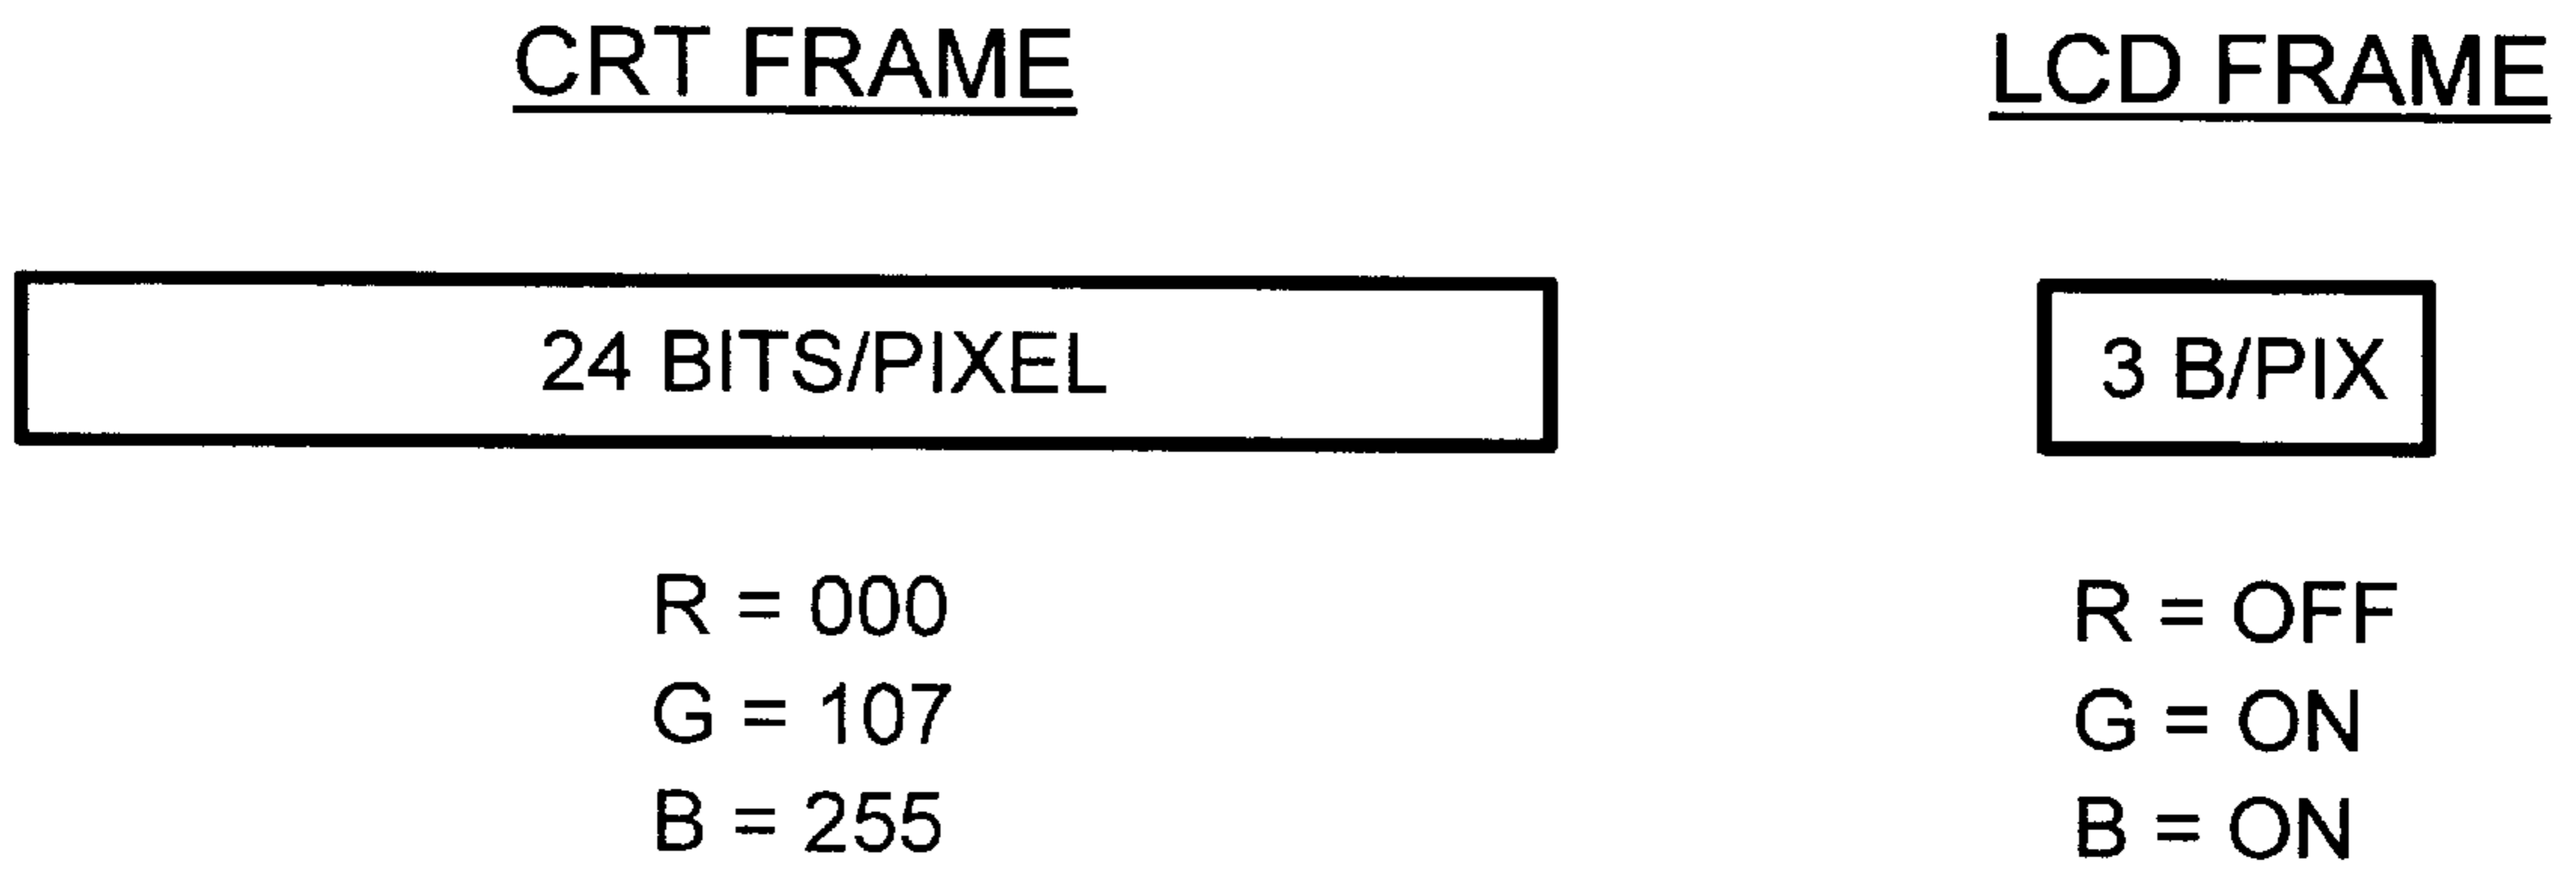 CRT FRAME
LCD FRAME
24 BITS/PIXEL
3 B/PIX
R = 000
G = 107
B = 255
R = OFF
G = ON
B = ON